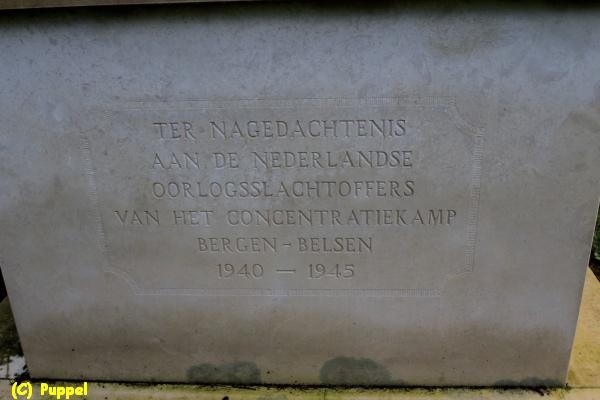 TER NAGEDACHTENIS
AAN DE NEDERLANDSE
OORLOGSSLACHTOFFERS
VAN HET CONCENTRATIEKAMP
BERGEN - BELSEN
1940 — 1945
(C) Puppel